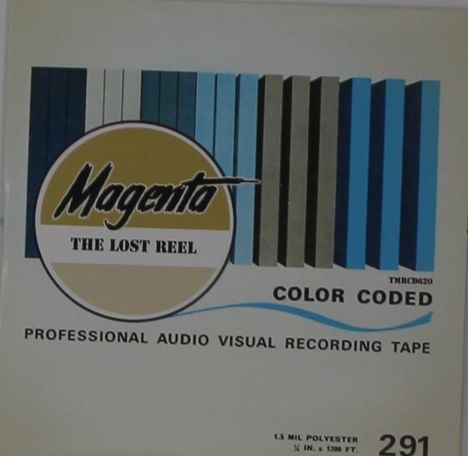 Magenta
THE LOST REEL
TMRCD620
COLOR CODED
PROFESSIONAL AUDIO VISUAL RECORDING TAPE
1.5 MIL POLYESTER
¼ IN. x 1200 FT.
291